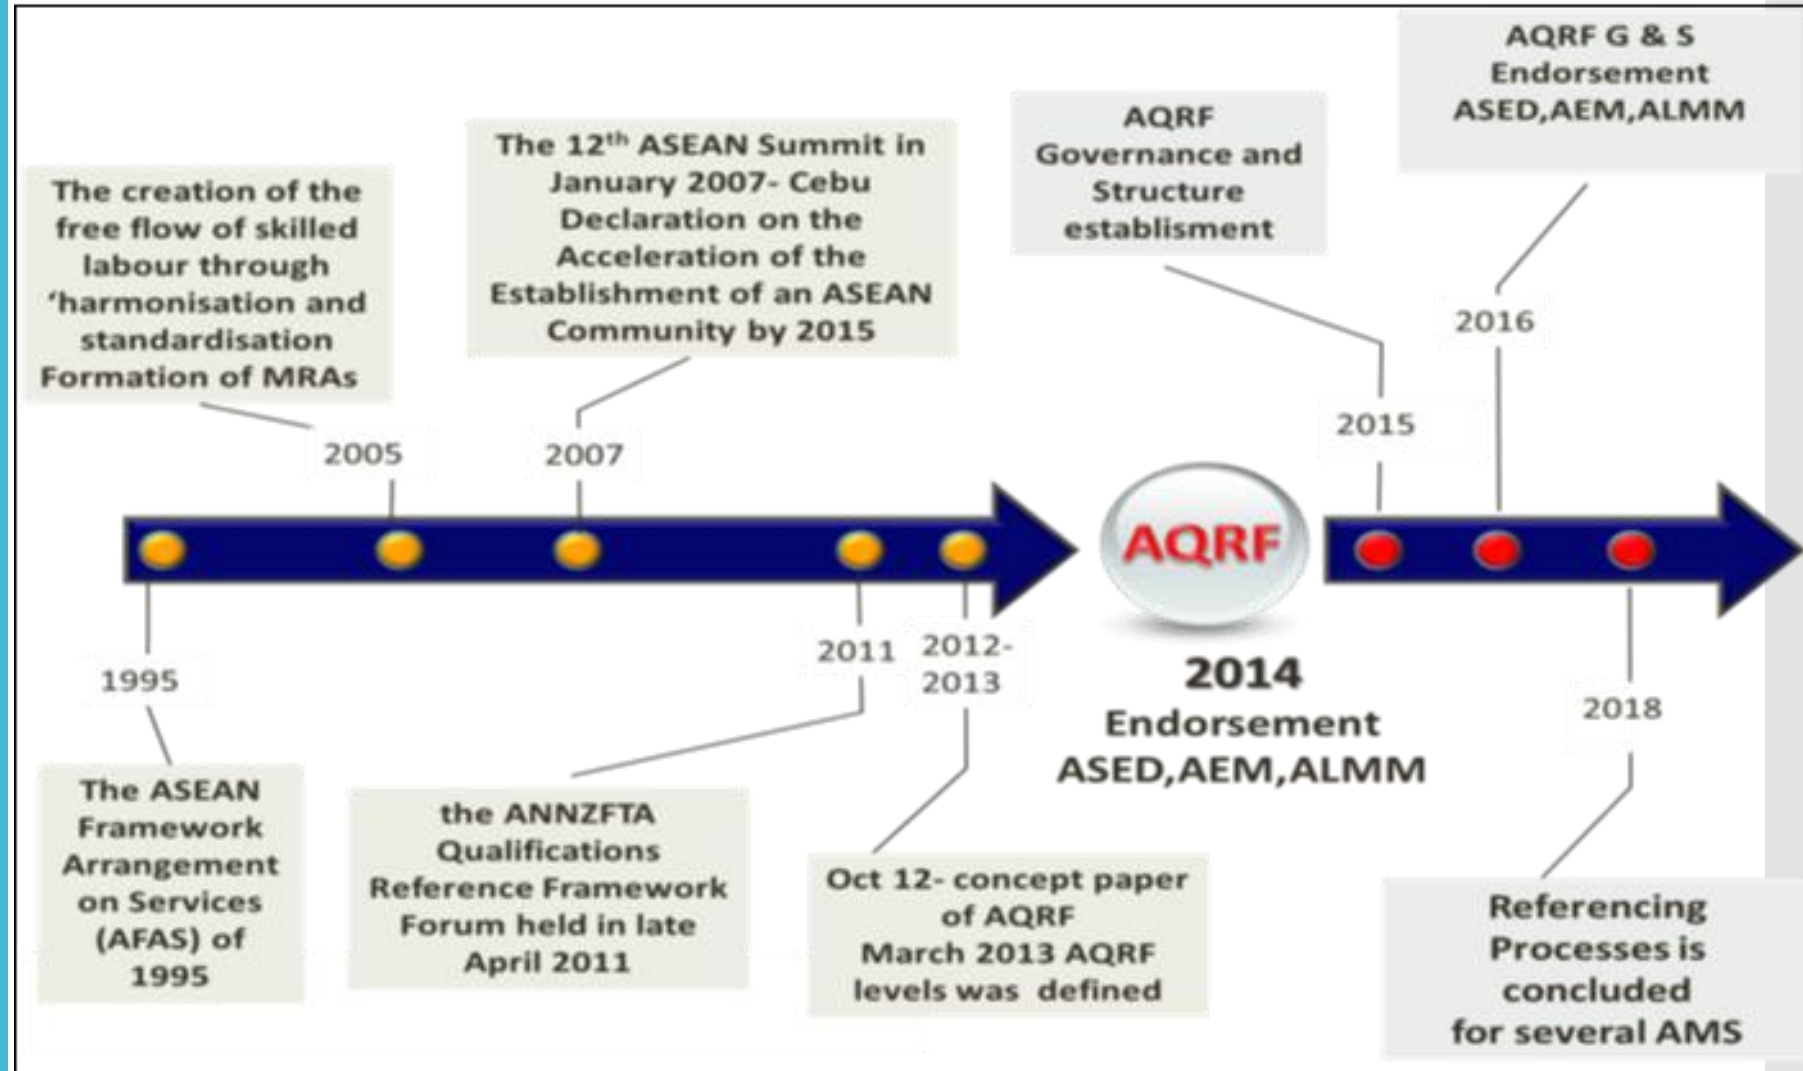 The creation of the
free flow of skilled
labour through
‘harmonisation and
standardisation
Formation of MRAs
2005
The 12th ASEAN Summit in
January 2007- Cebu
Declaration on the
Acceleration of the
Establishment of an ASEAN
Community by 2015
2007
AQRF
Governance and
Structure
establisment
2015
AQRF G & S
Endorsement
ASED,AEM,ALMM
2016
AQRF
2014
Endorsement
ASED,AEM,ALMM
1995
The ASEAN
Framework
Arrangement
on Services
(AFAS) of
1995
2011
the ANNZFTA
Qualifications
Reference Framework
Forum held in late
April 2011
2012-
2013
Oct 12- concept paper
of AQRF
March 2013 AQRF
levels was defined
2018
Referencing
Processes is
concluded
for several AMS